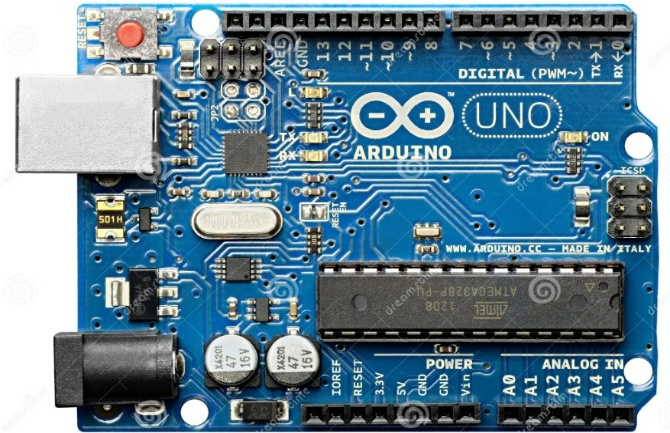 RESET
AREF
GND
13
12
~11
~10
~9
8
7
~6
~5
4
~3
2
TX→1
RX←0
DIGITAL (PWM~)
L
JP2
TX
RX
™
UNO
ARDUINO
ON
ICSP
501H
RESET
EN
WWW.ARDUINO.CC - MADE IN ITALY
ATMEL
1208
ATMEGA328P-PU
X4201
47
16V
X4201
47
16V
POWER
ANALOG IN
IOREF
RESET
3.3V
5V
GND
GND
Vin
A0
A1
A2
A3
A4
A5